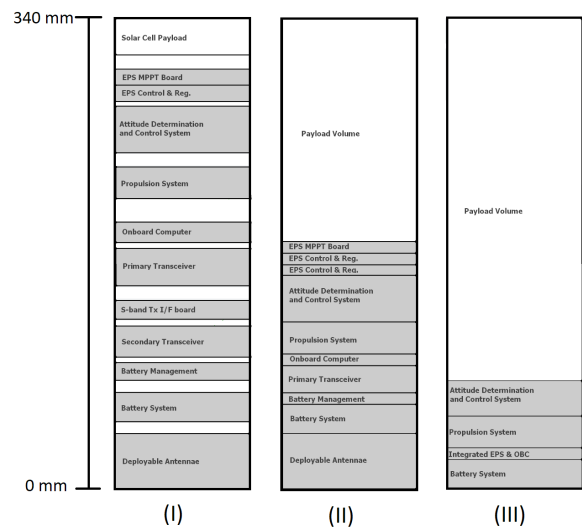 340 mm
Solar Cell Payload
EPS MPPT Board
EPS Control & Reg.
Attitude Determination
and Control System
Propulsion System
Onboard Computer
Primary Transceiver
S-band Tx I/F board
Secondary Transceiver
Battery Management
Battery System
Deployable Antennae
0 mm
(I)
Payload Volume
EPS MPPT Board
EPS Control & Reg.
EPS Control & Reg.
Attitude Determination
and Control System
Propulsion System
Onboard Computer
Primary Transceiver
Battery Management
Battery System
Deployable Antennae
(II)
Payload Volume
Attitude Determination
and Control System
Propulsion System
Integrated EPS & OBC
Battery System
(III)